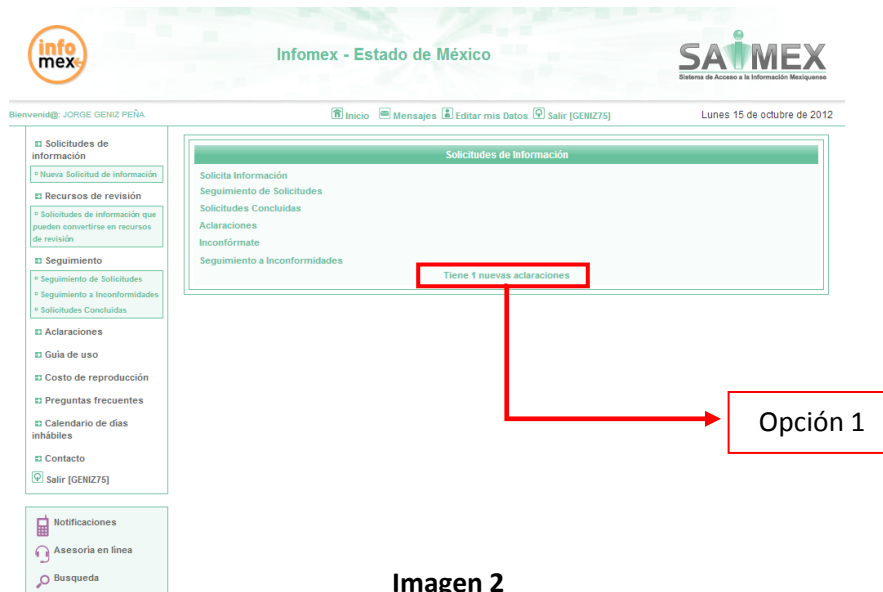 info
mex
Infomex - Estado de México
SAIMEX
Sistema de Acceso a la Información Mexiquense
Bienvenid@: JORGE GENIZ PEÑA
Inicio Mensajes Editar mis Datos Salir [GENIZ75]
Lunes 15 de octubre de 2012
Solicitudes de
información
Nueva Solicitud de información
Recursos de revisión
Solicitudes de información que
pueden convertirse en recursos
de revisión
Seguimiento
Seguimiento de Solicitudes
Seguimiento a Inconformidades
Solicitudes Concluidas
Aclaraciones
Guía de uso
Costo de reproducción
Preguntas frecuentes
Calendario de días
inhábiles
Contacto
Salir [GENIZ75]
Notificaciones
Asesoría en línea
Busqueda
Solicitudes de Información
Solicita Información
Seguimiento de Solicitudes
Solicitudes Concluidas
Aclaraciones
Inconfórmate
Seguimiento a Inconformidades
Tiene 1 nuevas aclaraciones
Opción 1
Imagen 2